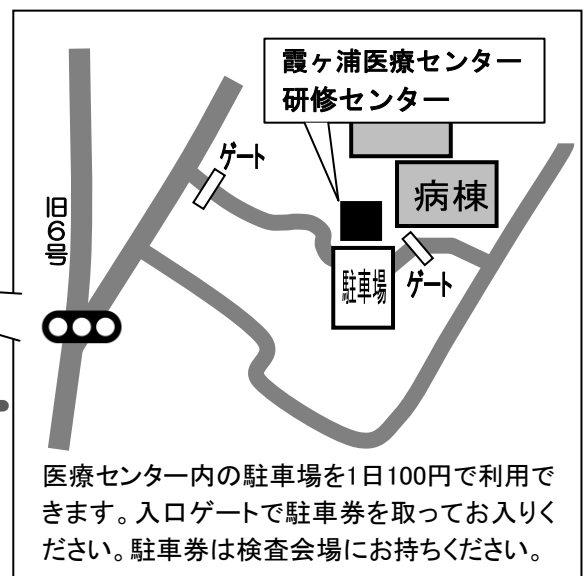 霞ヶ浦医療センター
研修センター
ゲート
病棟
旧6号
駐車場
ゲート
医療センター内の駐車場を1日100円で利用で
きます。入口ゲートで駐車券を取ってお入りく
ださい。駐車券は検査会場にお持ちください。